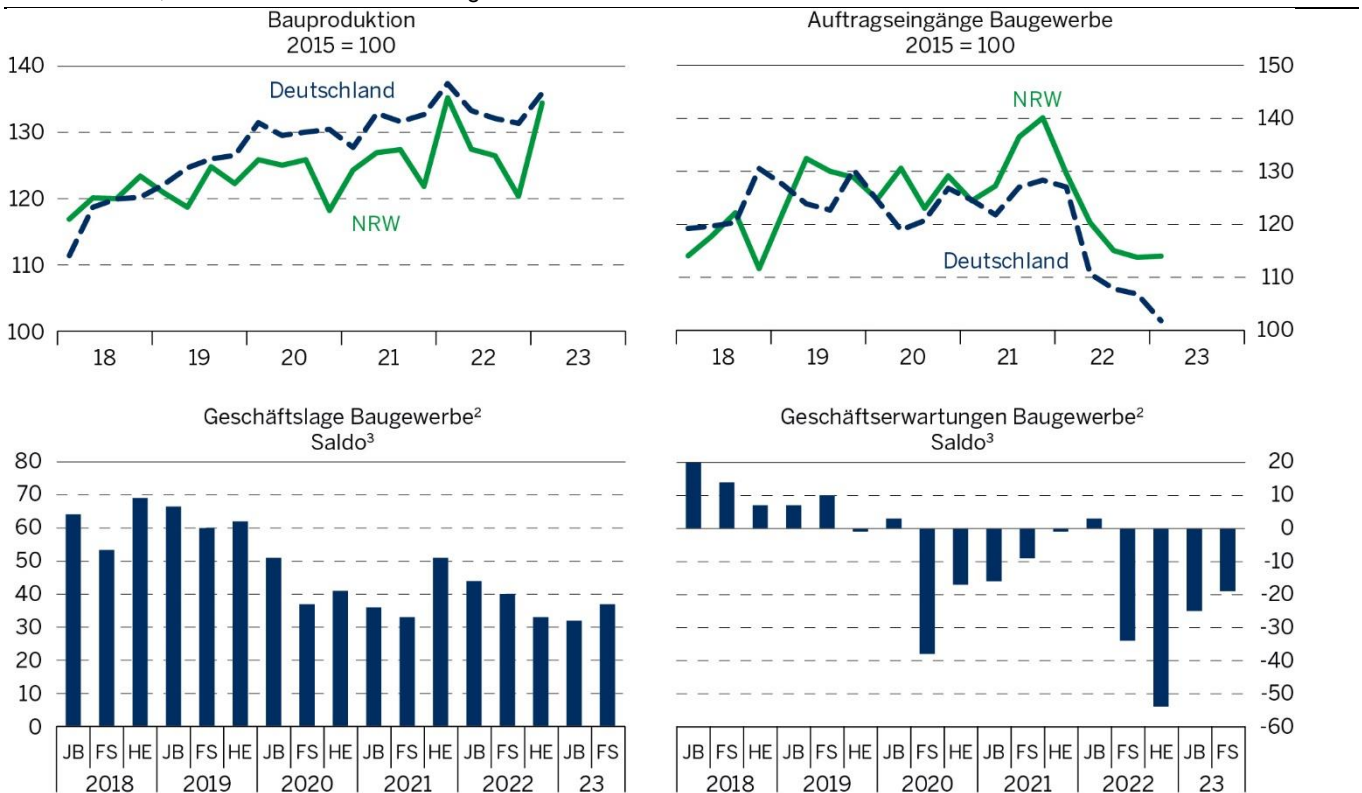 Bauproduktion
2015 = 100
140
130
120
110
100
Deutschland
NRW
18 19 20 21 22 23
Auftragseingänge Baugewerbe
2015 = 100
150
140
130
120
110
100
NRW
Deutschland
18 19 20 21 22 23
Geschäftslage Baugewerbe²
Saldo³
80
70
60
50
40
30
20
10
0
JB FS HE JB FS HE JB FS HE JB FS HE JB FS HE JB FS
2018 2019 2020 2021 2022 23
Geschäftserwartungen Baugewerbe²
Saldo³
20
10
0
-10
-20
-30
-40
-50
-60
JB FS HE JB FS HE JB FS HE JB FS HE JB FS HE JB FS
2018 2019 2020 2021 2022 23